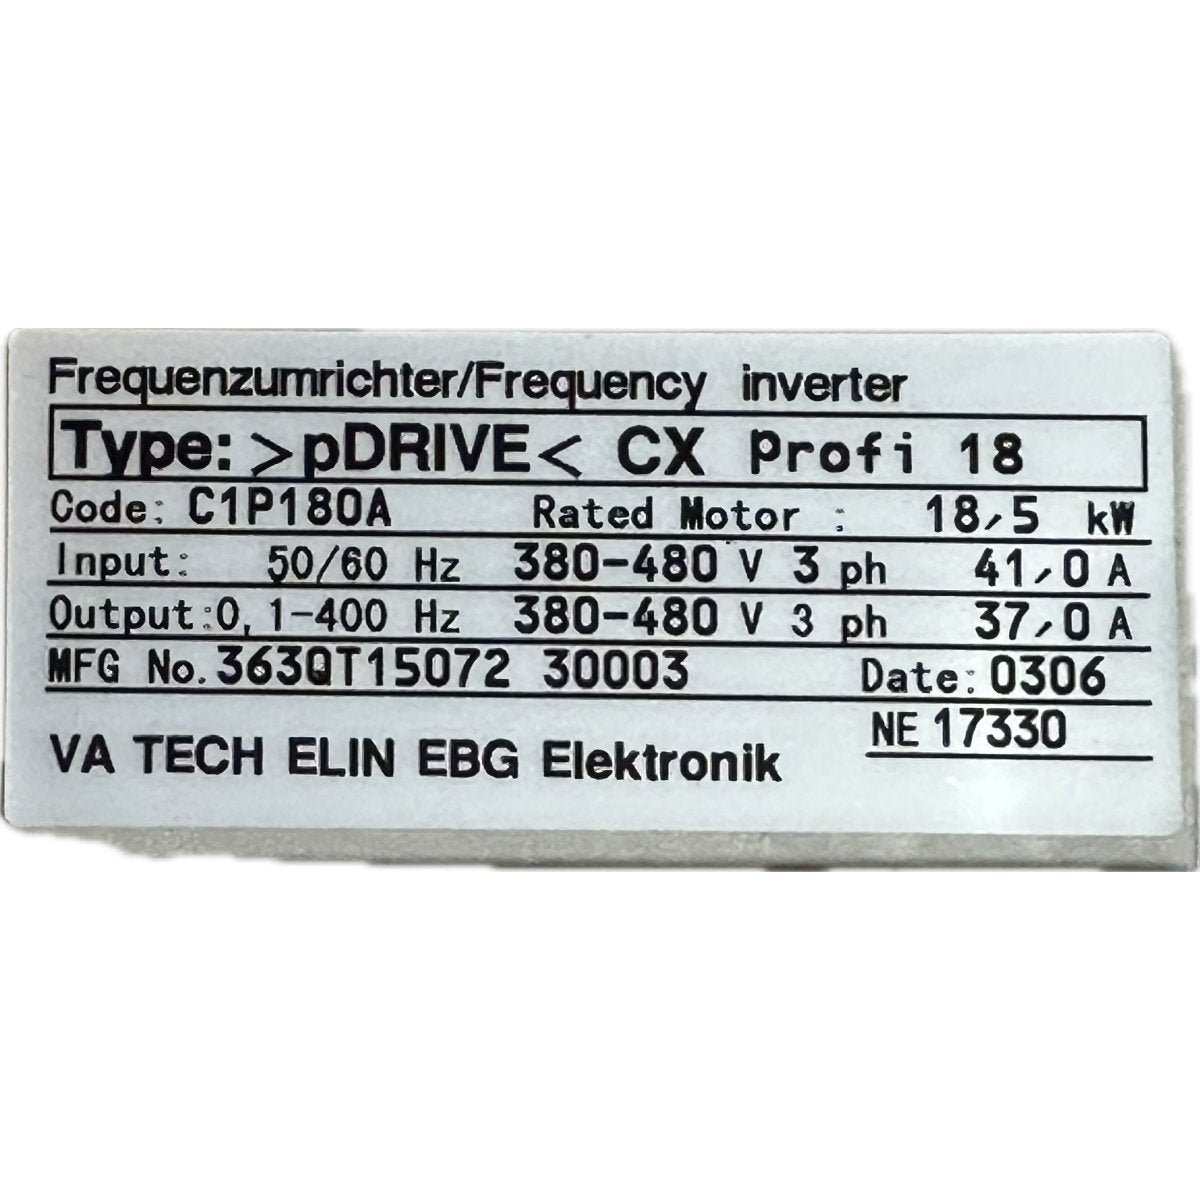 Frequenzumrichter/Frequency inverter
Type: >pDRIVE< CX Profi 18
Code: C1P180A Rated Motor : 18,5 kW
Input: 50/60 Hz 380-480 V 3 ph 41,0 A
Output:0,1-400 Hz 380-480 V 3 ph 37,0 A
MFG No. 363QT15072 30003 Date: 0306
NE 17330
VA TECH ELIN EBG Elektronik